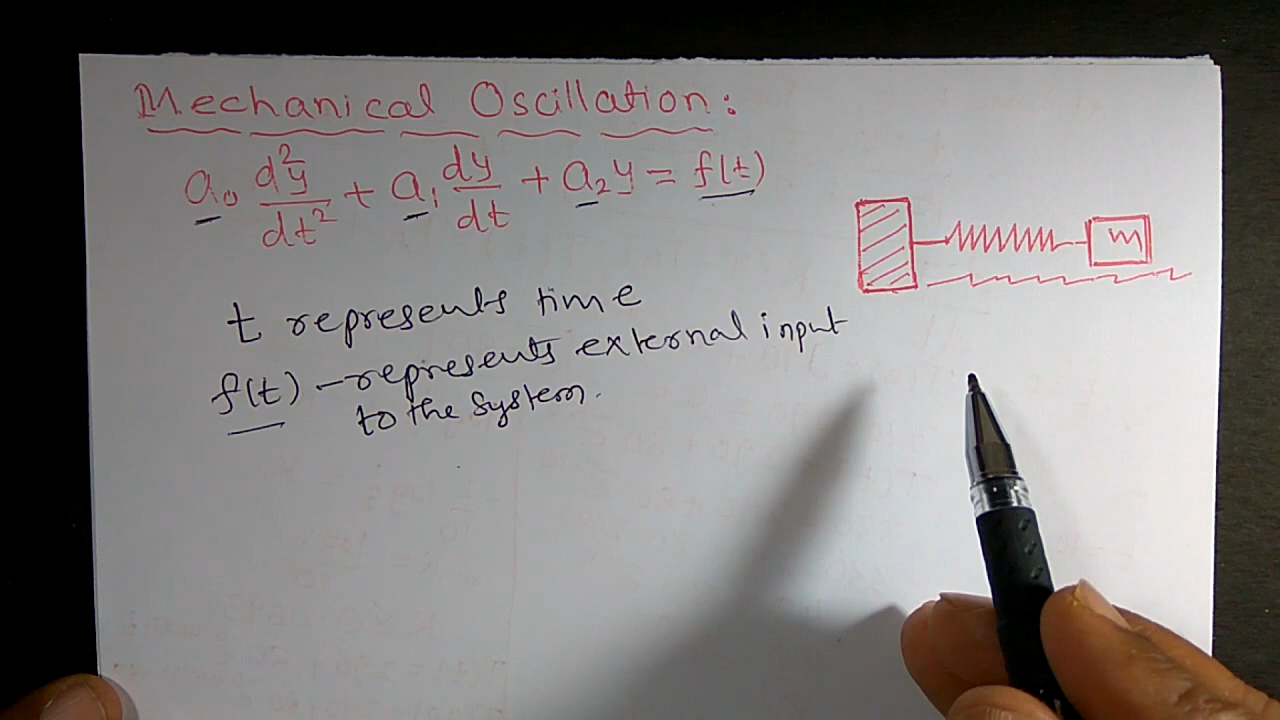 Mechanical Oscillation:
a₀ d²y/dt² + a₁ dy/dt + a₂y = f(t)
m
t represents time
f(t) – represents external input
to the system.